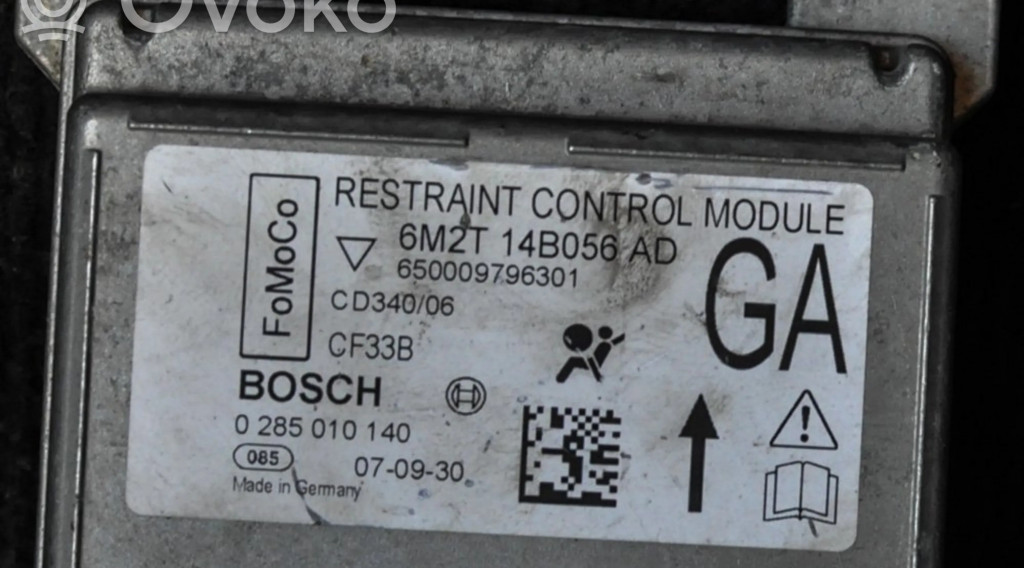 Ovoko
RESTRAINT CONTROL MODULE
FoMoCo
6M2T 14B056 AD
650009796301
GA
CD340/06
CF33B
BOSCH
0 285 010 140
085
07-09-30
Made in Germany